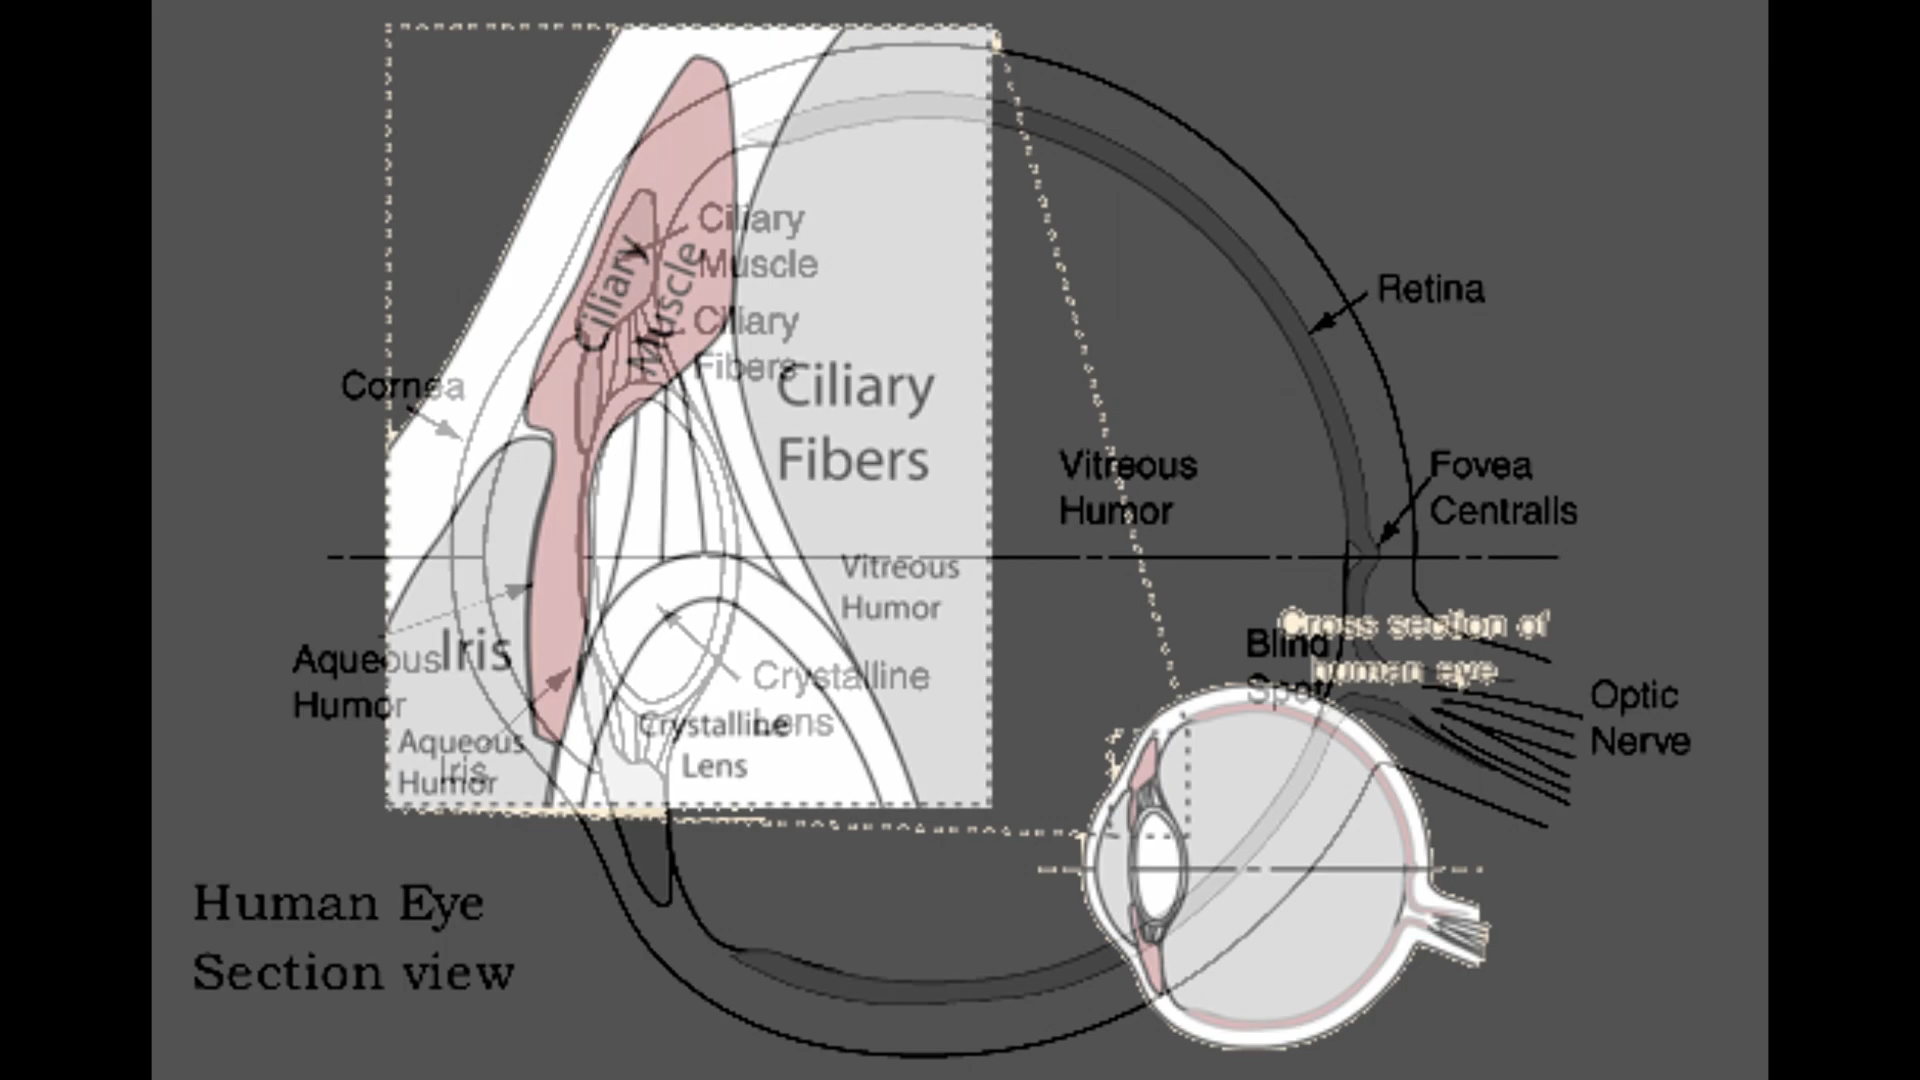 Ciliary
Muscle
Ciliary
Muscle
Ciliary
Fibers
Ciliary
Fibers
Retina
Cornea
Vitreous
Humor
Fovea
Centralis
Vitreous
Humor
Cross section of
human eye
Blind
Spot
Aqueous
Humor
Iris
Crystalline
Lens
Crystalline
Lens
Optic
Nerve
Aqueous
Humor
Iris
Human Eye
Section view